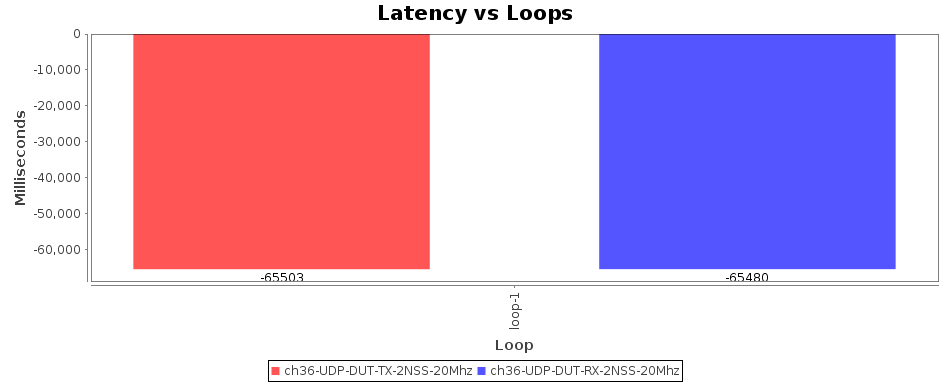 Latency vs Loops
Milliseconds
0
-10,000
-20,000
-30,000
-40,000
-50,000
-60,000
-65503
-65480
loop-1
Loop
ch36-UDP-DUT-TX-2NSS-20Mhz ch36-UDP-DUT-RX-2NSS-20Mhz